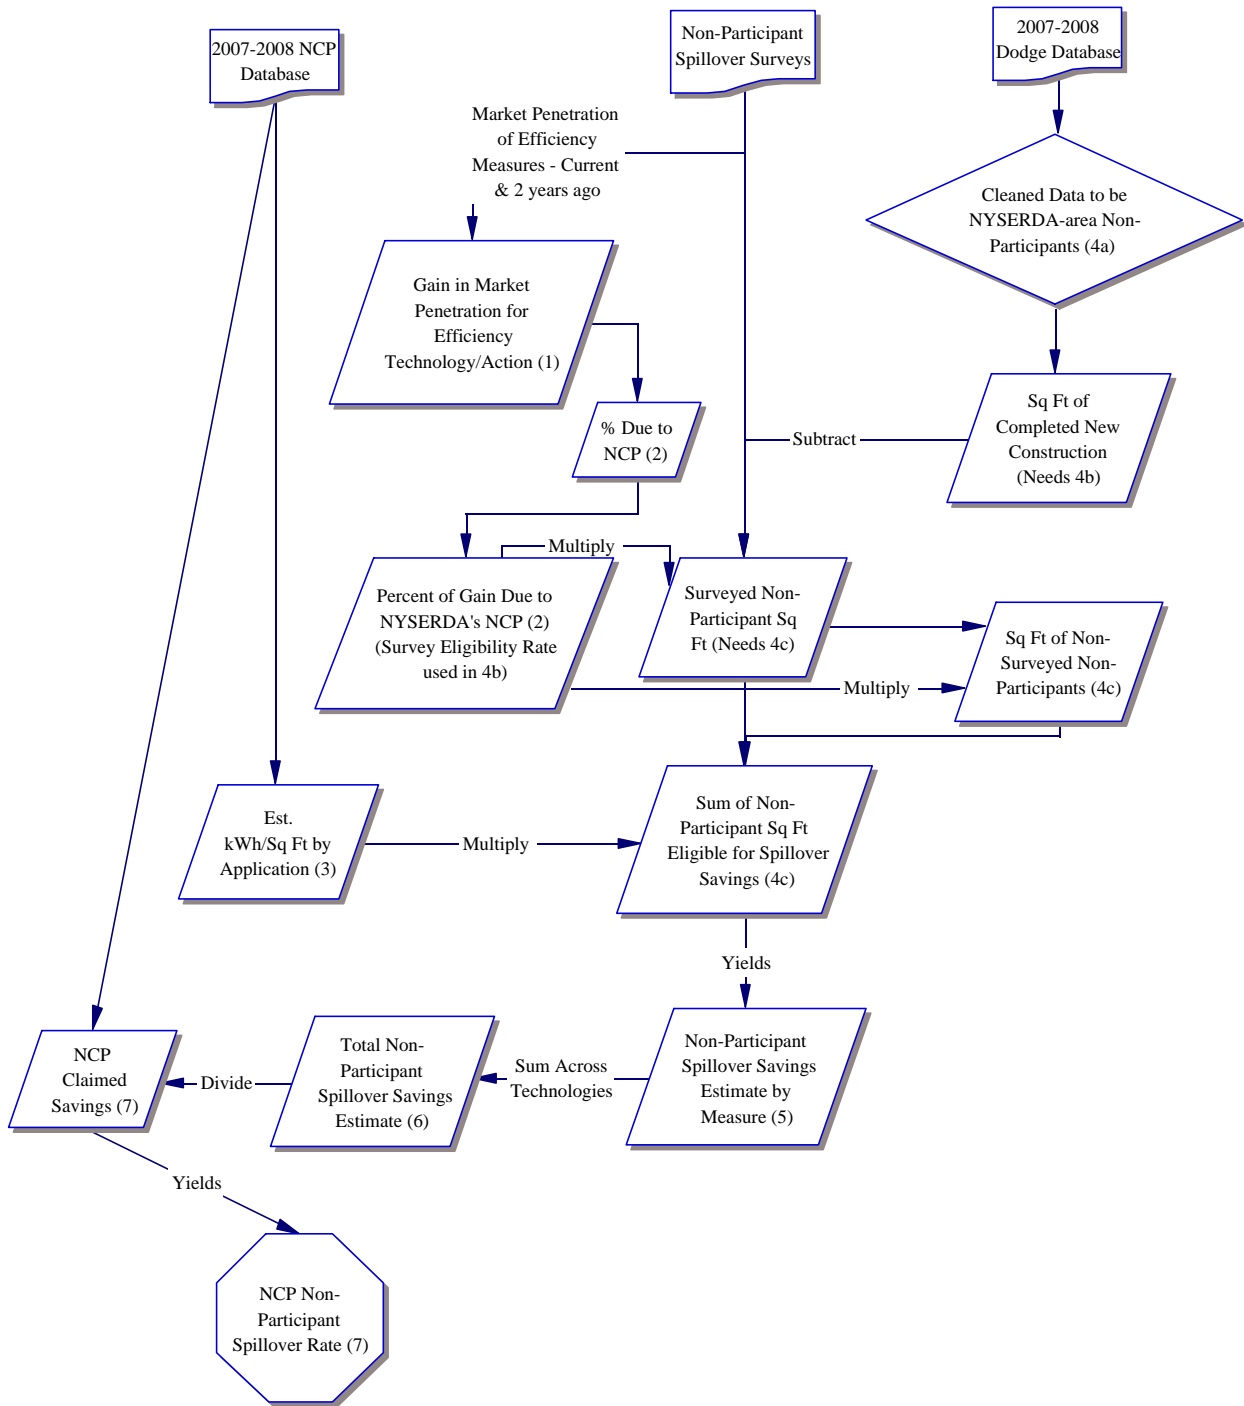 2007-2008 NCP
Database
Non-Participant
Spillover Surveys
2007-2008
Dodge Database
Market Penetration
of Efficiency
Measures - Current
& 2 years ago
Cleaned Data to be
NYSERDA-area Non-
Participants (4a)
Gain in Market
Penetration for
Efficiency
Technology/Action (1)
% Due to
NCP (2)
Subtract
Sq Ft of
Completed New
Construction
(Needs 4b)
Multiply
Percent of Gain Due to
NYSERDA's NCP (2)
(Survey Eligibility Rate
used in 4b)
Surveyed Non-
Participant Sq
Ft (Needs 4c)
Multiply
Sq Ft of Non-
Surveyed Non-
Participants (4c)
Est.
kWh/Sq Ft by
Application (3)
Multiply
Sum of Non-
Participant Sq Ft
Eligible for Spillover
Savings (4c)
Yields
NCP
Claimed
Savings (7)
Divide
Total Non-
Participant
Spillover Savings
Estimate (6)
Sum Across
Technologies
Non-Participant
Spillover Savings
Estimate by
Measure (5)
Yields
NCP Non-
Participant
Spillover Rate (7)